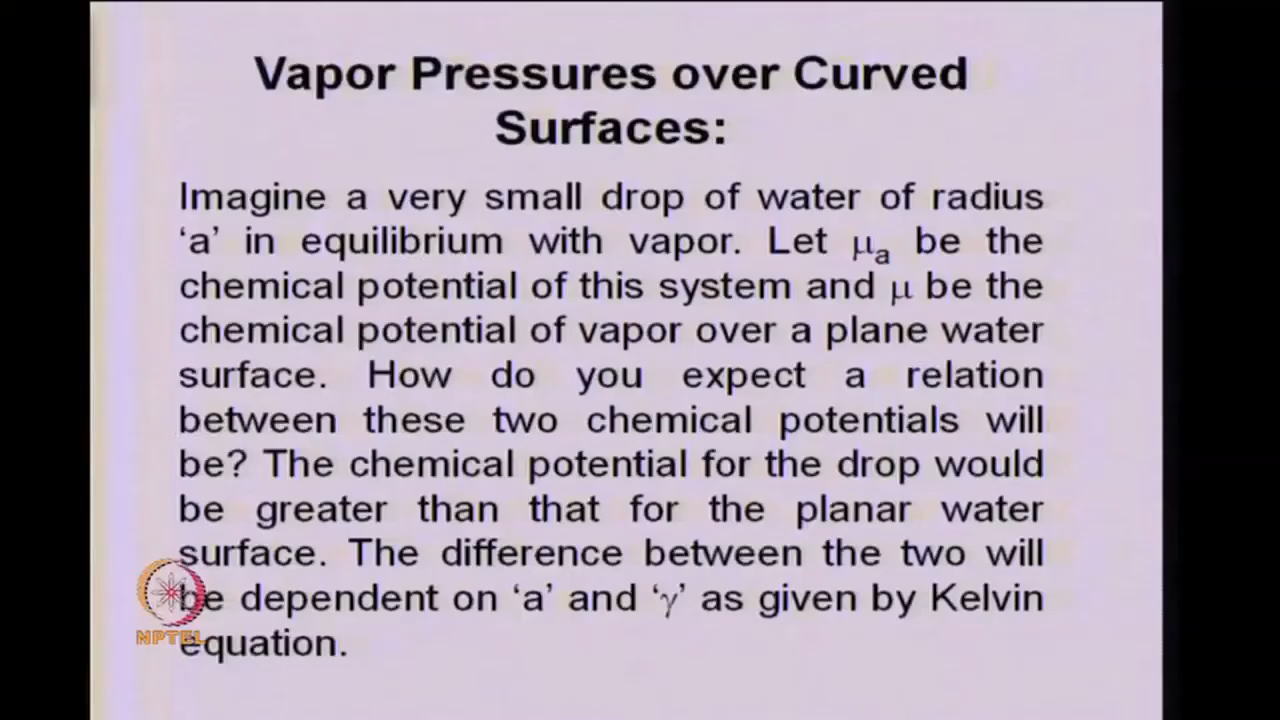 Vapor Pressures over Curved
Surfaces:
Imagine a very small drop of water of radius
‘a’ in equilibrium with vapor. Let μₐ be the
chemical potential of this system and μ be the
chemical potential of vapor over a plane water
surface. How do you expect a relation
between these two chemical potentials will
be? The chemical potential for the drop would
be greater than that for the planar water
surface. The difference between the two will
be dependent on ‘a’ and ‘γ’ as given by Kelvin
equation.
NPTEL